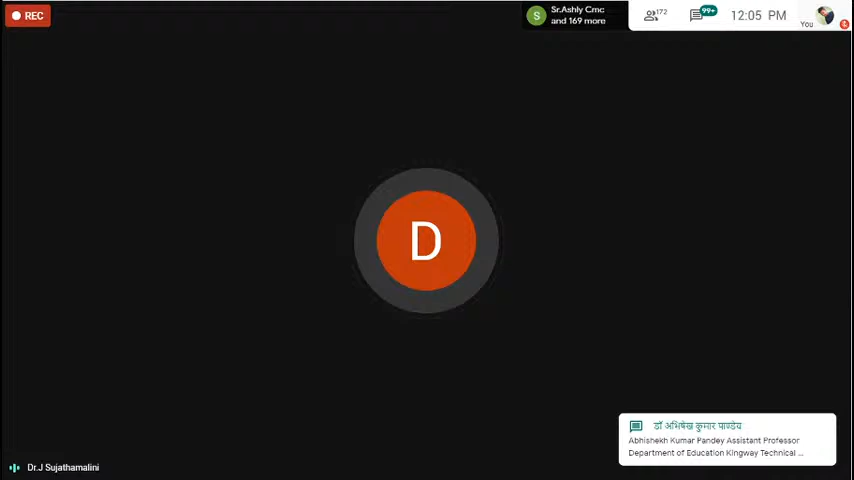 REC
S
Sr.Ashly Cmc
and 169 more
172
99+
12:05 PM
You
D
डॉ अभिषेख कुमार पाण्डेय
Abhishekh Kumar Pandey Assistant Professor
Department of Education Kingway Technical ...
Dr.J Sujathamalini